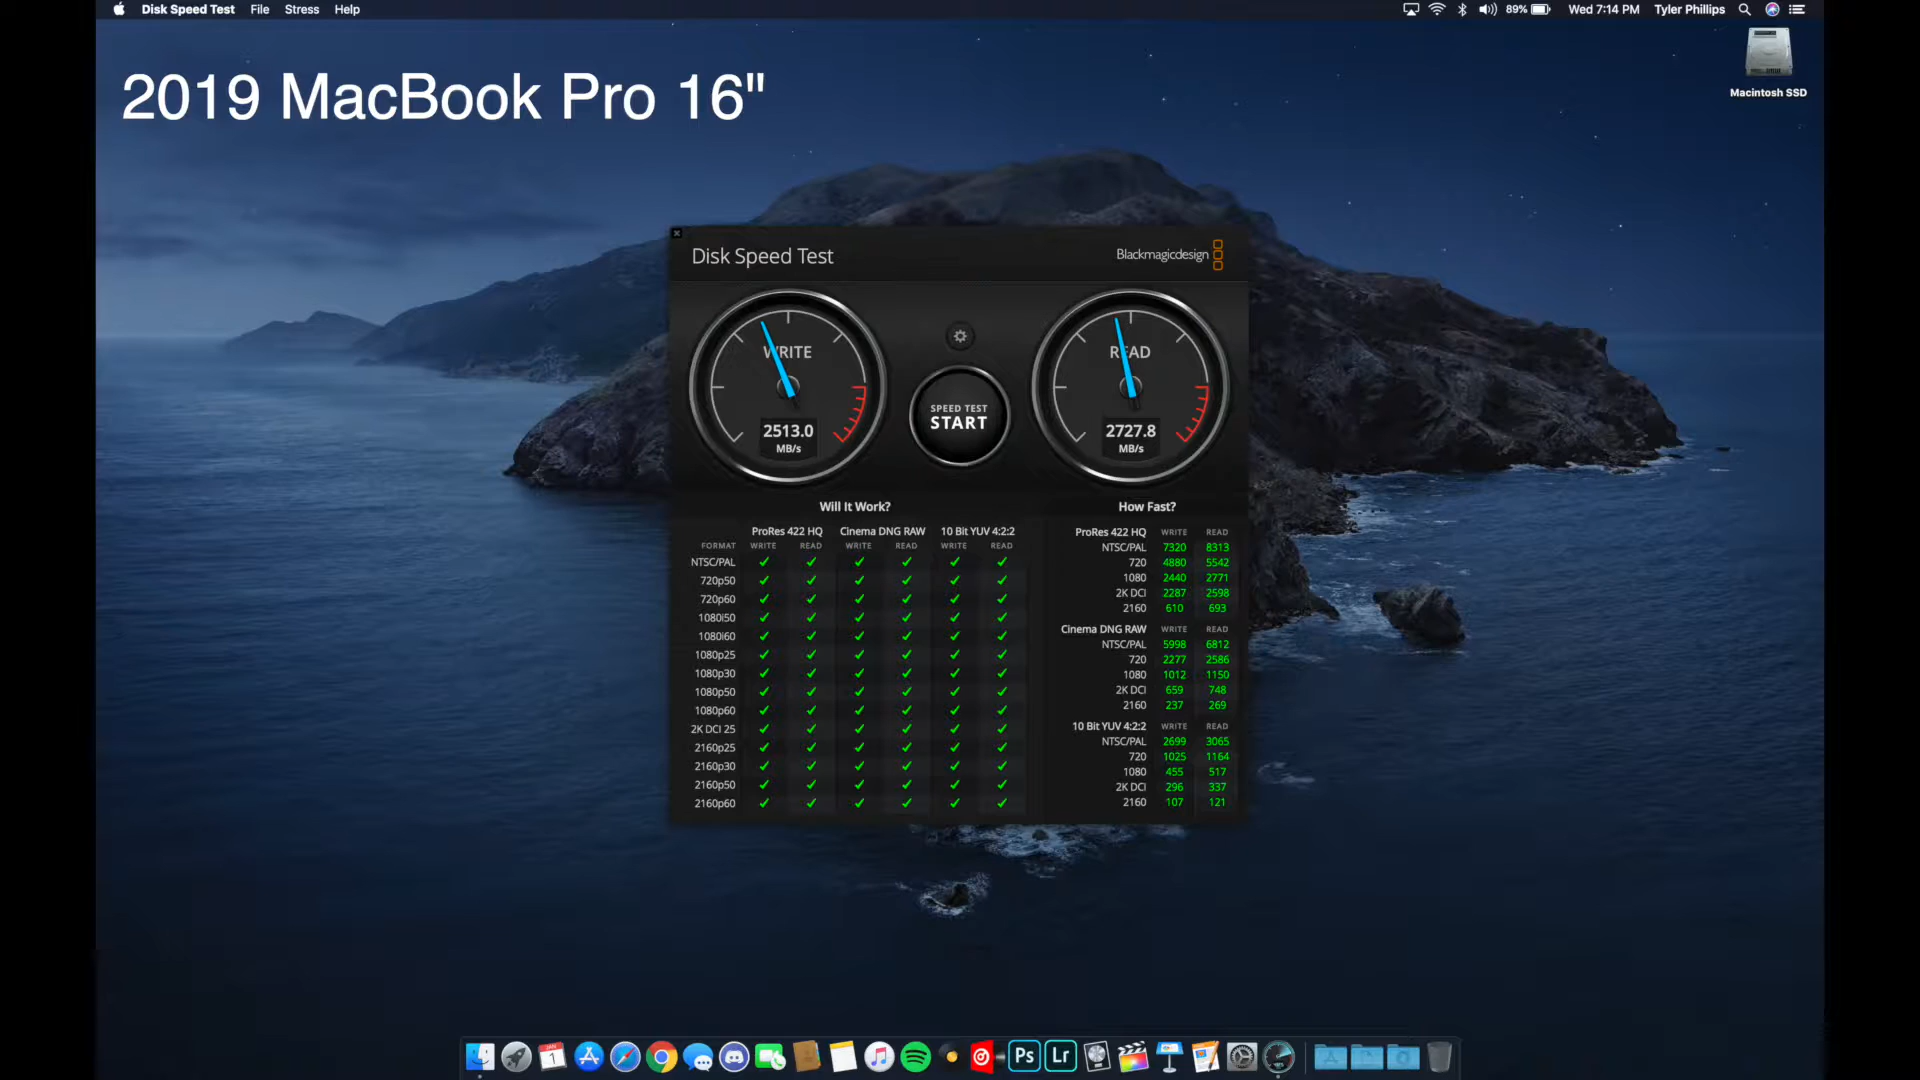 Disk Speed Test File Stress Help 89% Wed 7:14 PM Tyler Phillips
Macintosh SSD
2019 MacBook Pro 16"
Disk Speed Test Blackmagicdesign
WRITE READ
SPEED TEST
START
2513.0 2727.8
MB/s MB/s
Will It Work? How Fast?
ProRes 422 HQ Cinema DNG RAW 10 Bit YUV 4:2:2 ProRes 422 HQ WRITE READ
FORMAT WRITE READ WRITE READ WRITE READ NTSC/PAL 7320 8313
NTSC/PAL ✓ ✓ ✓ ✓ ✓ ✓ 720 4880 5542
720p50 ✓ ✓ ✓ ✓ ✓ ✓ 1080 2440 2771
720p60 ✓ ✓ ✓ ✓ ✓ ✓ 2K DCI 2287 2598
1080i50 ✓ ✓ ✓ ✓ ✓ ✓ 2160 610 693
1080i60 ✓ ✓ ✓ ✓ ✓ ✓ Cinema DNG RAW WRITE READ
1080p25 ✓ ✓ ✓ ✓ ✓ ✓ NTSC/PAL 5998 6812
720 2277 2586
1080p30 ✓ ✓ ✓ ✓ ✓ ✓ 1080 1012 1150
1080p50 ✓ ✓ ✓ ✓ ✓ ✓ 2K DCI 659 748
1080p60 ✓ ✓ ✓ ✓ ✓ ✓ 2160 237 269
2K DCI 25 ✓ ✓ ✓ ✓ ✓ ✓ 10 Bit YUV 4:2:2 WRITE READ
2160p25 ✓ ✓ ✓ ✓ ✓ ✓ NTSC/PAL 2699 3065
720 1025 1164
2160p30 ✓ ✓ ✓ ✓ ✓ ✓ 1080 455 517
2160p50 ✓ ✓ ✓ ✓ ✓ ✓ 2K DCI 296 337
2160p60 ✓ ✓ ✓ ✓ ✓ ✓ 2160 107 121
JAN
1
Ps Lr